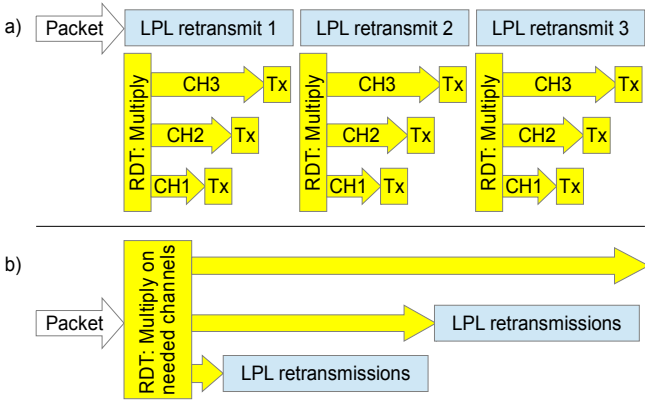 a)
Packet
LPL retransmit 1
LPL retransmit 2
LPL retransmit 3
RDT: Multiply
CH3
Tx
CH2
Tx
CH1
Tx
RDT: Multiply
CH3
Tx
CH2
Tx
CH1
Tx
RDT: Multiply
CH3
Tx
CH2
Tx
CH1
Tx
b)
Packet
RDT: Multiply on
needed channels
LPL retransmissions
LPL retransmissions